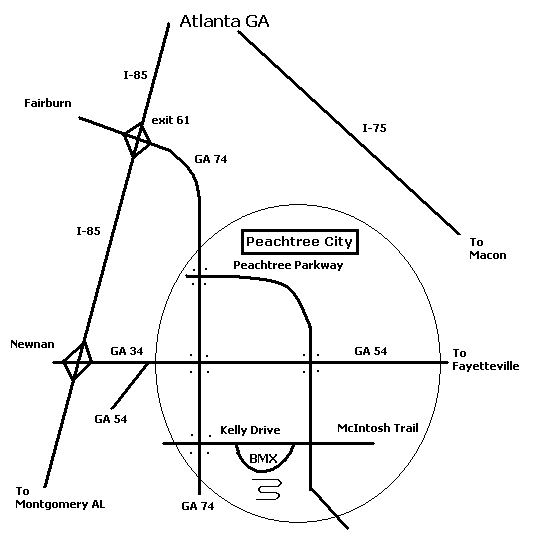 Atlanta GA
I-85
Fairburn
exit 61
I-75
GA 74
I-85
Peachtree City
To
Macon
Peachtree Parkway
Newnan
GA 34
GA 54
To
Fayetteville
GA 54
Kelly Drive
McIntosh Trail
BMX
To
Montgomery AL
GA 74